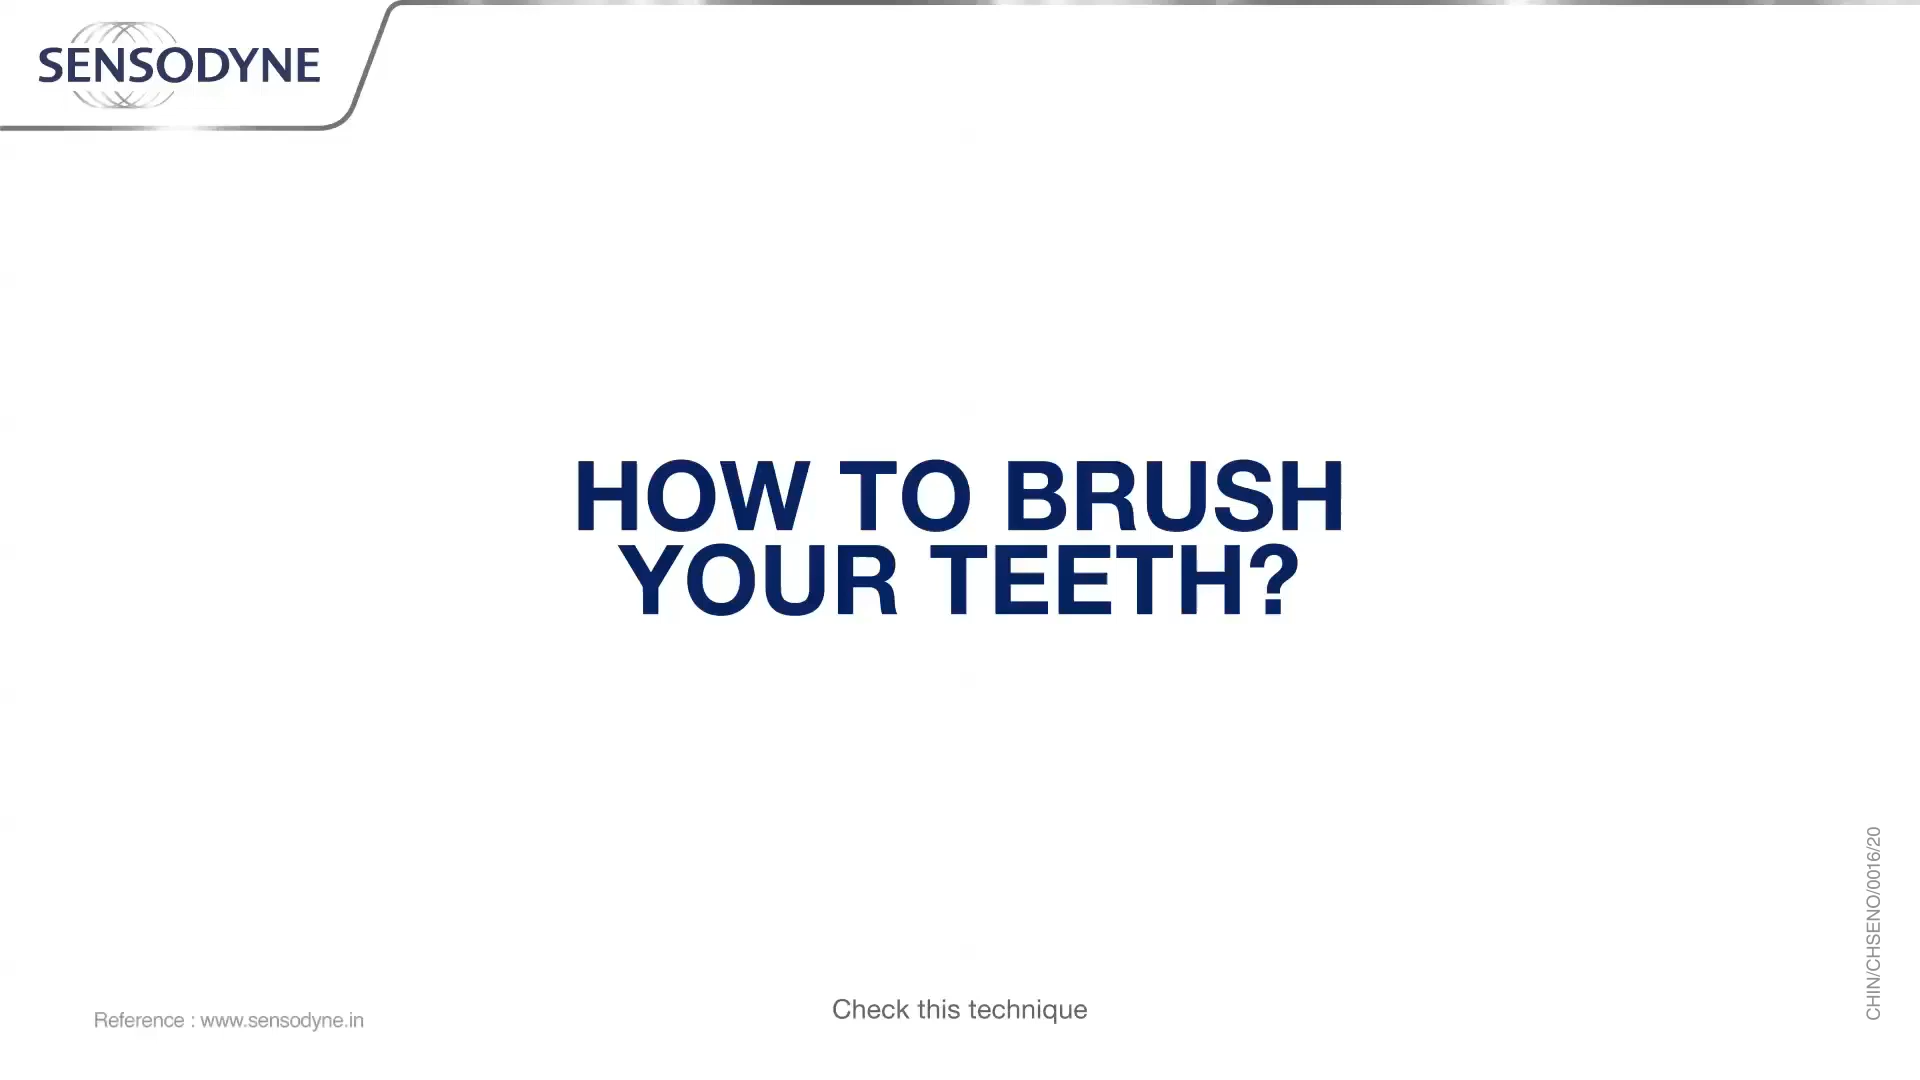 SENSODYNE
HOW TO BRUSH
YOUR TEETH?
CHIN/CHSENO/0016/20
Check this technique
Reference : www.sensodyne.in